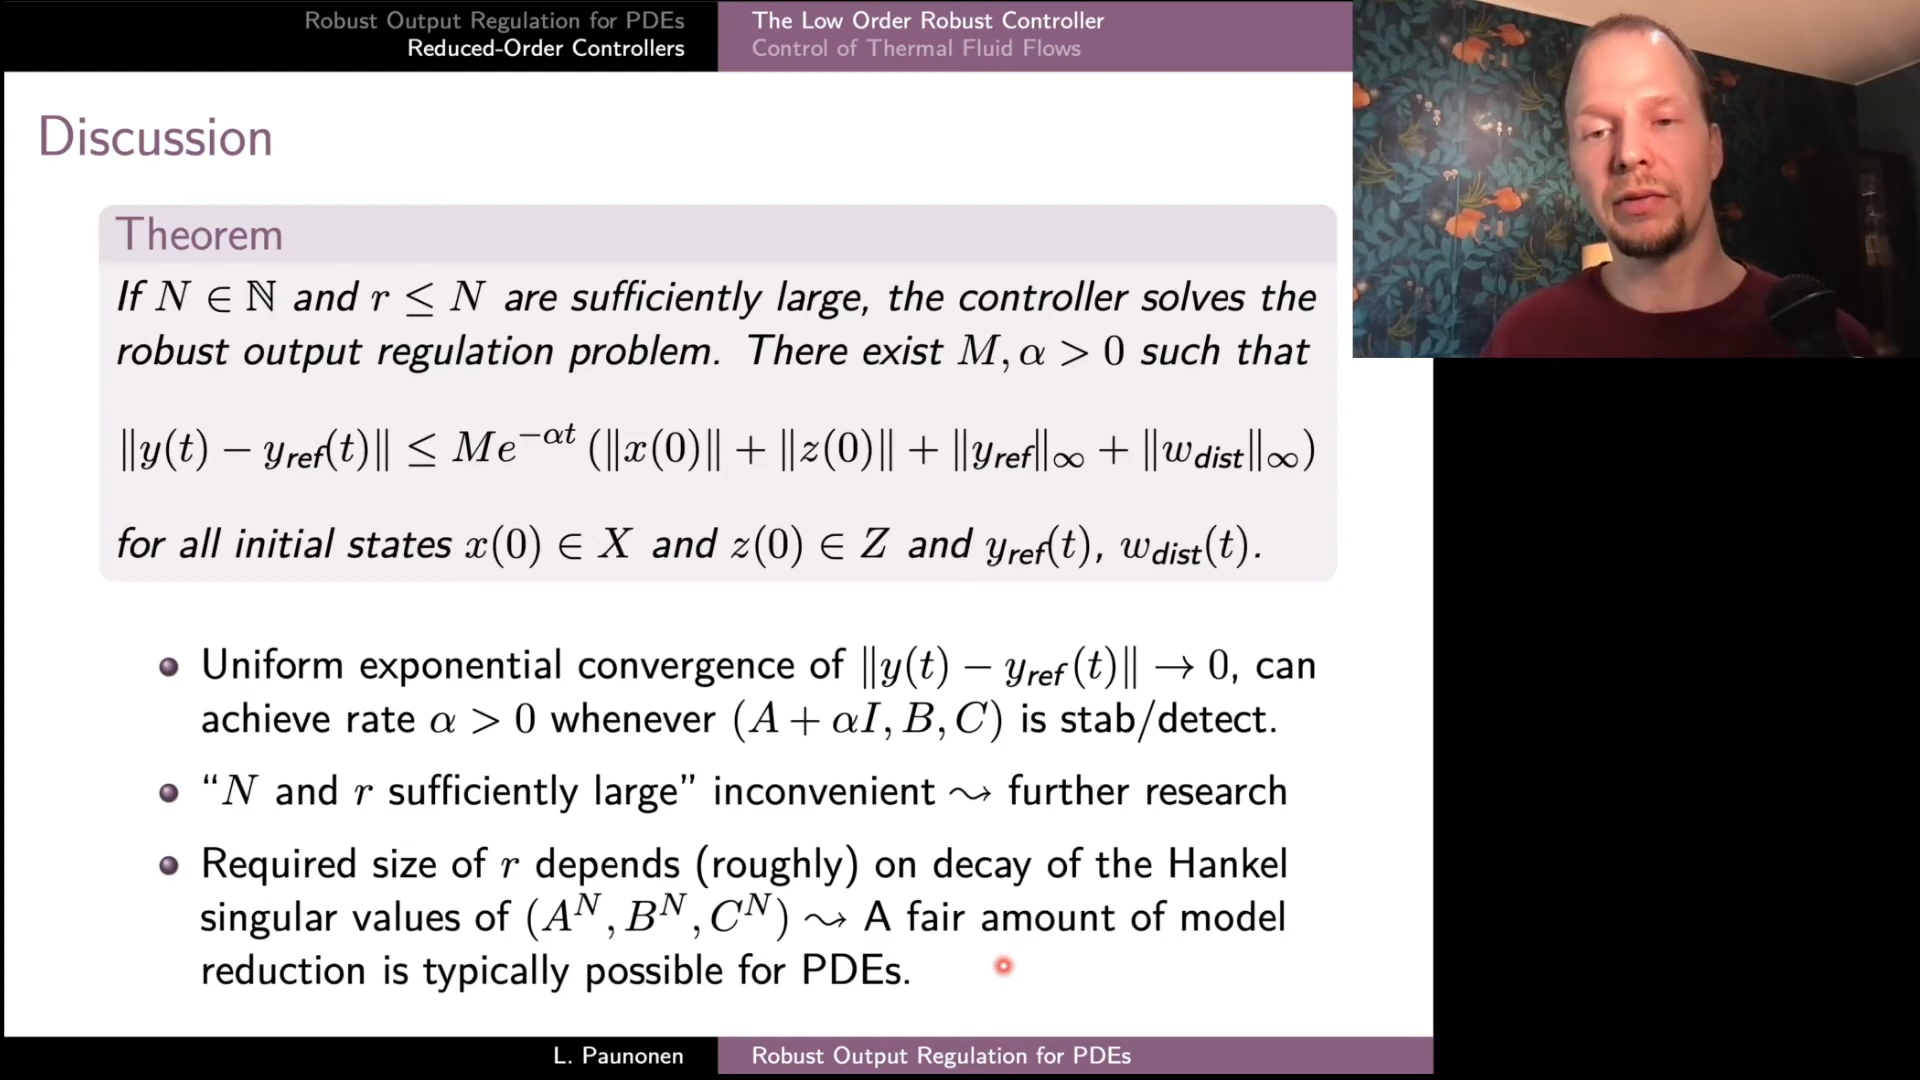 Robust Output Regulation for PDEs
Reduced-Order Controllers
The Low Order Robust Controller
Control of Thermal Fluid Flows
Discussion
Theorem
If N ∈ ℕ and r ≤ N are sufficiently large, the controller solves the
robust output regulation problem. There exist M, α > 0 such that
‖y(t) − y_ref(t)‖ ≤ Me^{−αt} (‖x(0)‖ + ‖z(0)‖ + ‖y_ref‖_∞ + ‖w_dist‖_∞)
for all initial states x(0) ∈ X and z(0) ∈ Z and y_ref(t), w_dist(t).
Uniform exponential convergence of ‖y(t) − y_ref(t)‖ → 0, can
achieve rate α > 0 whenever (A + αI, B, C) is stab/detect.
“N and r sufficiently large” inconvenient ⇝ further research
Required size of r depends (roughly) on decay of the Hankel
singular values of (A^N, B^N, C^N) ⇝ A fair amount of model
reduction is typically possible for PDEs.
L. Paunonen
Robust Output Regulation for PDEs